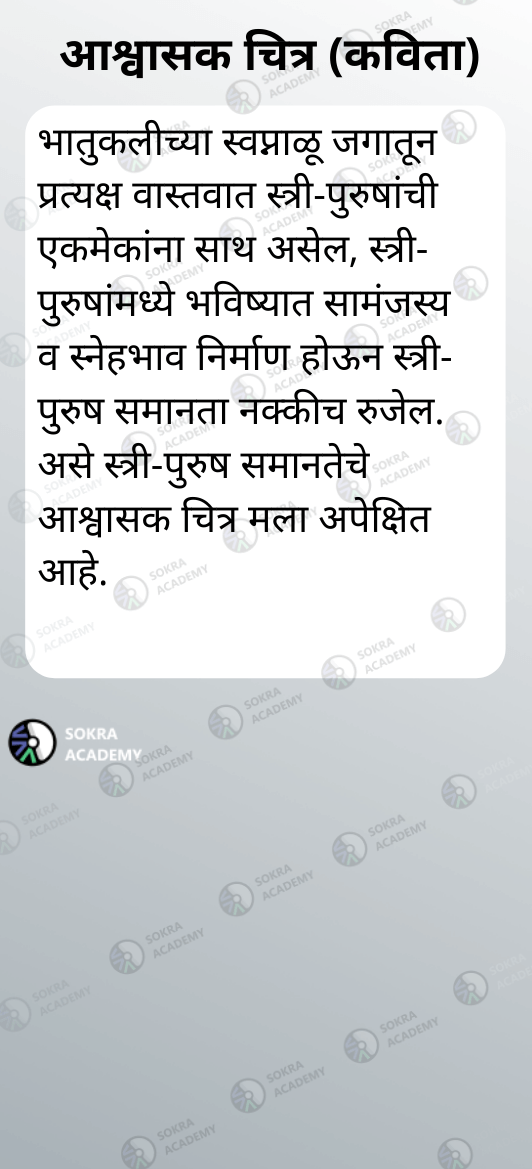 आश्वासक चित्र (कविता)
भातुकलीच्या स्वप्नाळू जगातून
प्रत्यक्ष वास्तवात स्त्री-पुरुषांची
एकमेकांना साथ असेल, स्त्री-
पुरुषांमध्ये भविष्यात सामंजस्य
व स्नेहभाव निर्माण होऊन स्त्री-
पुरुष समानता नक्कीच रुजेल.
असे स्त्री-पुरुष समानतेचे
आश्वासक चित्र मला अपेक्षित
आहे.
SOKRA
ACADEMY